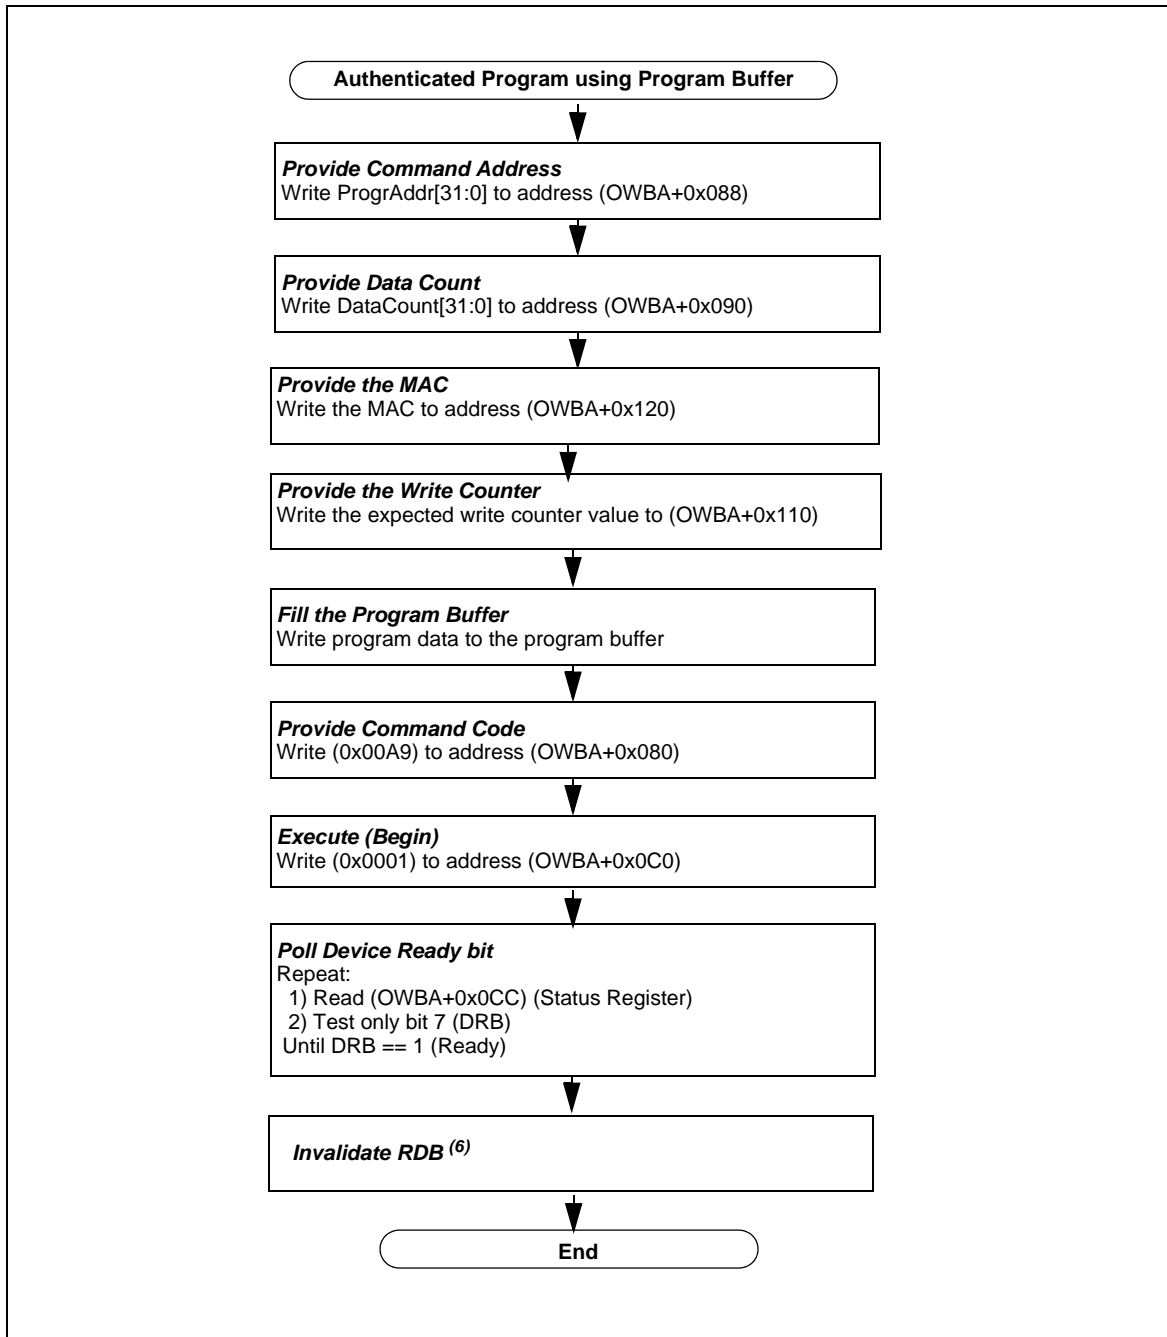 Authenticated Program using Program Buffer
Provide Command Address
Write ProgrAddr[31:0] to address (OWBA+0x088)
Provide Data Count
Write DataCount[31:0] to address (OWBA+0x090)
Provide the MAC
Write the MAC to address (OWBA+0x120)
Provide the Write Counter
Write the expected write counter value to (OWBA+0x110)
Fill the Program Buffer
Write program data to the program buffer
Provide Command Code
Write (0x00A9) to address (OWBA+0x080)
Execute (Begin)
Write (0x0001) to address (OWBA+0x0C0)
Poll Device Ready bit
Repeat:
1) Read (OWBA+0x0CC) (Status Register)
2) Test only bit 7 (DRB)
Until DRB == 1 (Ready)
Invalidate RDB (6)
End